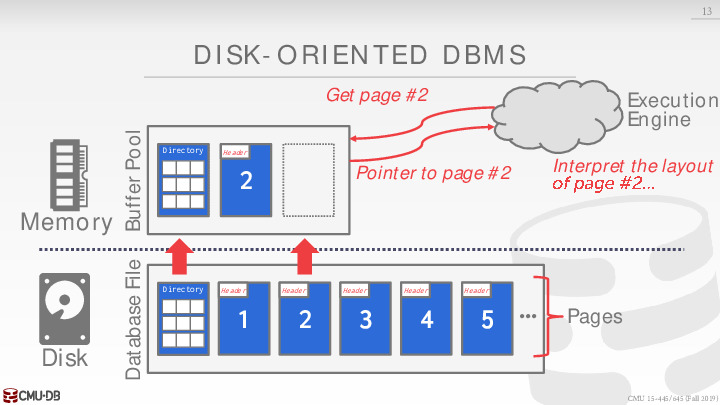 13
DISK-ORIENTED DBMS
Get page #2
Execution
Engine
Buffer Pool
Directory
Header
2
Pointer to page #2
Interpret the layout
of page #2…
Memory
Database File
Directory
Header
1
Header
2
Header
3
Header
4
Header
5
•••
Pages
Disk
CMU·DB
CMU 15-445/645 (Fall 2019)